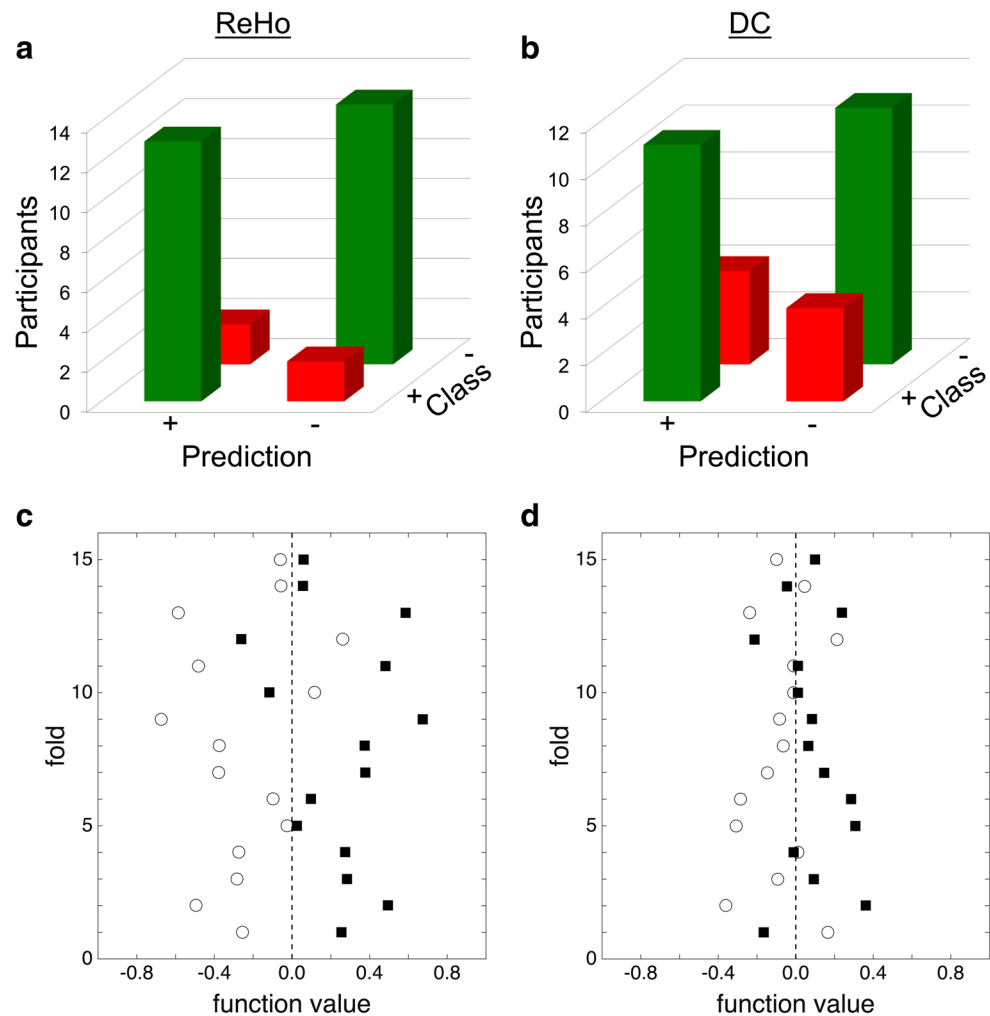 ReHo
a
14
12
10
8
6
4
2
0
Participants
+
-
Prediction
+
Class
-
DC
b
12
10
8
6
4
2
0
Participants
+
-
Prediction
+
Class
-
c
15
10
5
0
fold
-0.8
-0.4
0.0
0.4
0.8
function value
d
15
10
5
0
fold
-0.8
-0.4
0.0
0.4
0.8
function value